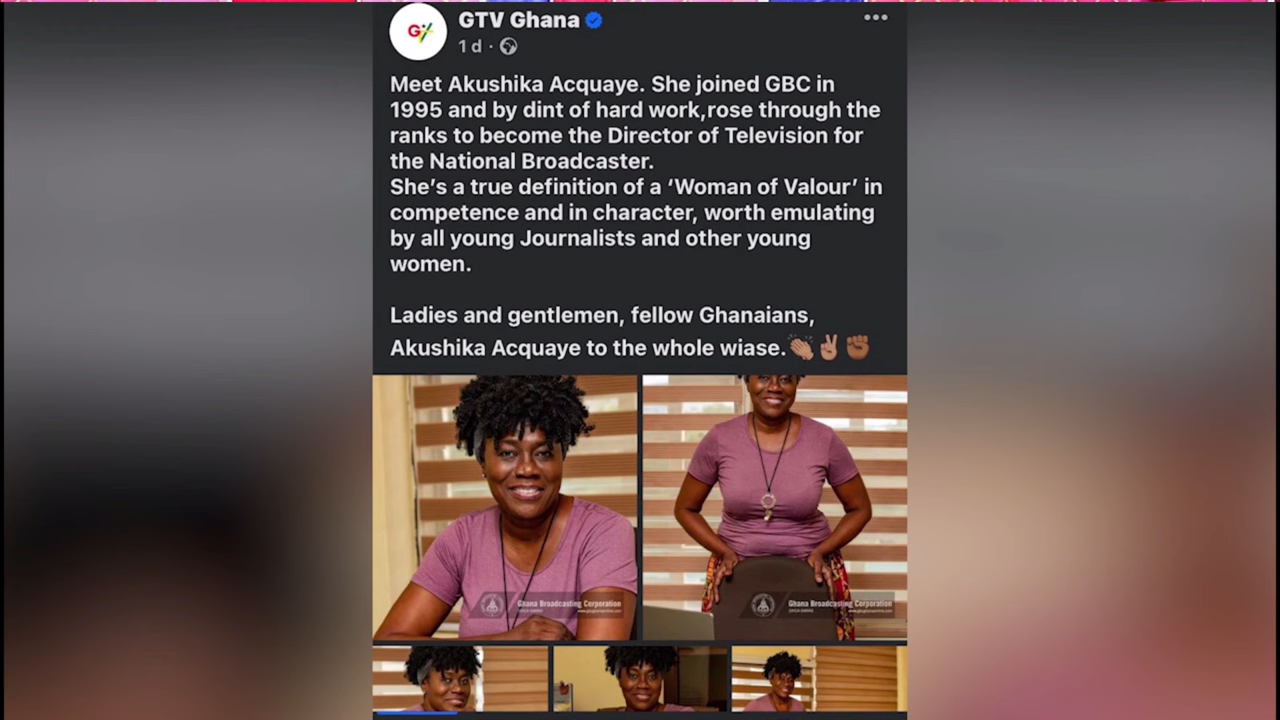 GTV Ghana
1 d ·
Meet Akushika Acquaye. She joined GBC in
1995 and by dint of hard work,rose through the
ranks to become the Director of Television for
the National Broadcaster.
She’s a true definition of a ‘Woman of Valour’ in
competence and in character, worth emulating
by all young Journalists and other young
women.
Ladies and gentlemen, fellow Ghanaians,
Akushika Acquaye to the whole wiase.👏🏽✌🏽✊🏾
Ghana Broadcasting Corporation
Ghana Broadcasting Corporation